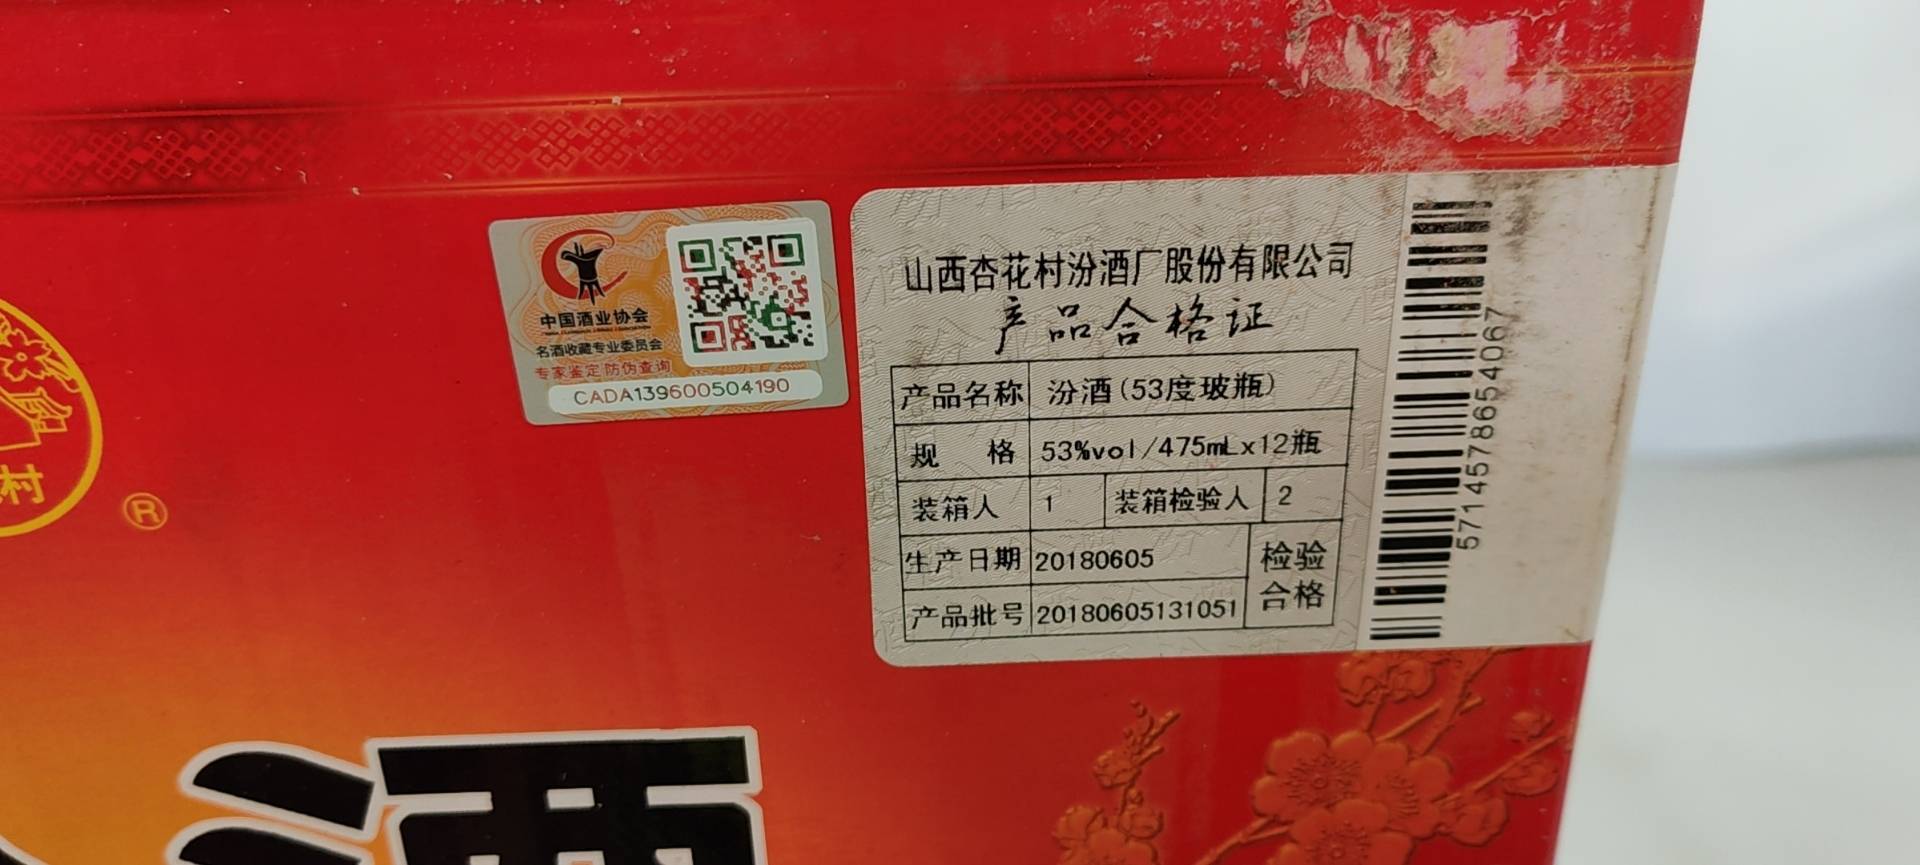 中国酒业协会
名酒收藏专业委员会
专家鉴定 防伪查询
CADA139600504190
山西杏花村汾酒厂股份有限公司
产品合格证
产品名称 汾酒(53度玻瓶)
规 格 53%vol/475mLx12瓶
装箱人 1 装箱检验人 2
生产日期 20180605 检验
产品批号 20180605131051 合格
5714578654067
村
®
酒